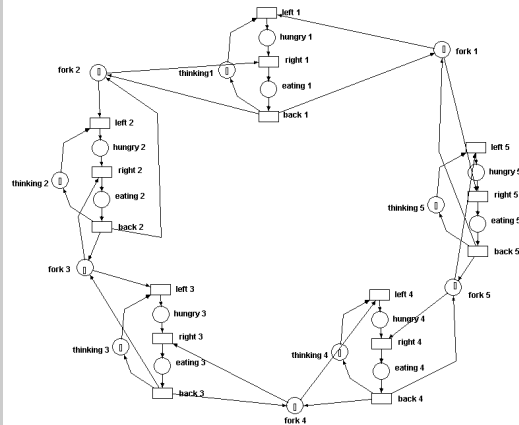 left 1
hungry 1
fork 1
right 1
fork 2
thinking1
eating 1
back 1
left 2
hungry 2
left 5
right 2
hungry 5
thinking 2
right 5
eating 2
thinking 5
eating 5
back 2
back 5
fork 3
fork 5
left 3
left 4
hungry 3
hungry 4
right 3
right 4
thinking 3
thinking 4
eating 3
eating 4
back 3
back 4
fork 4